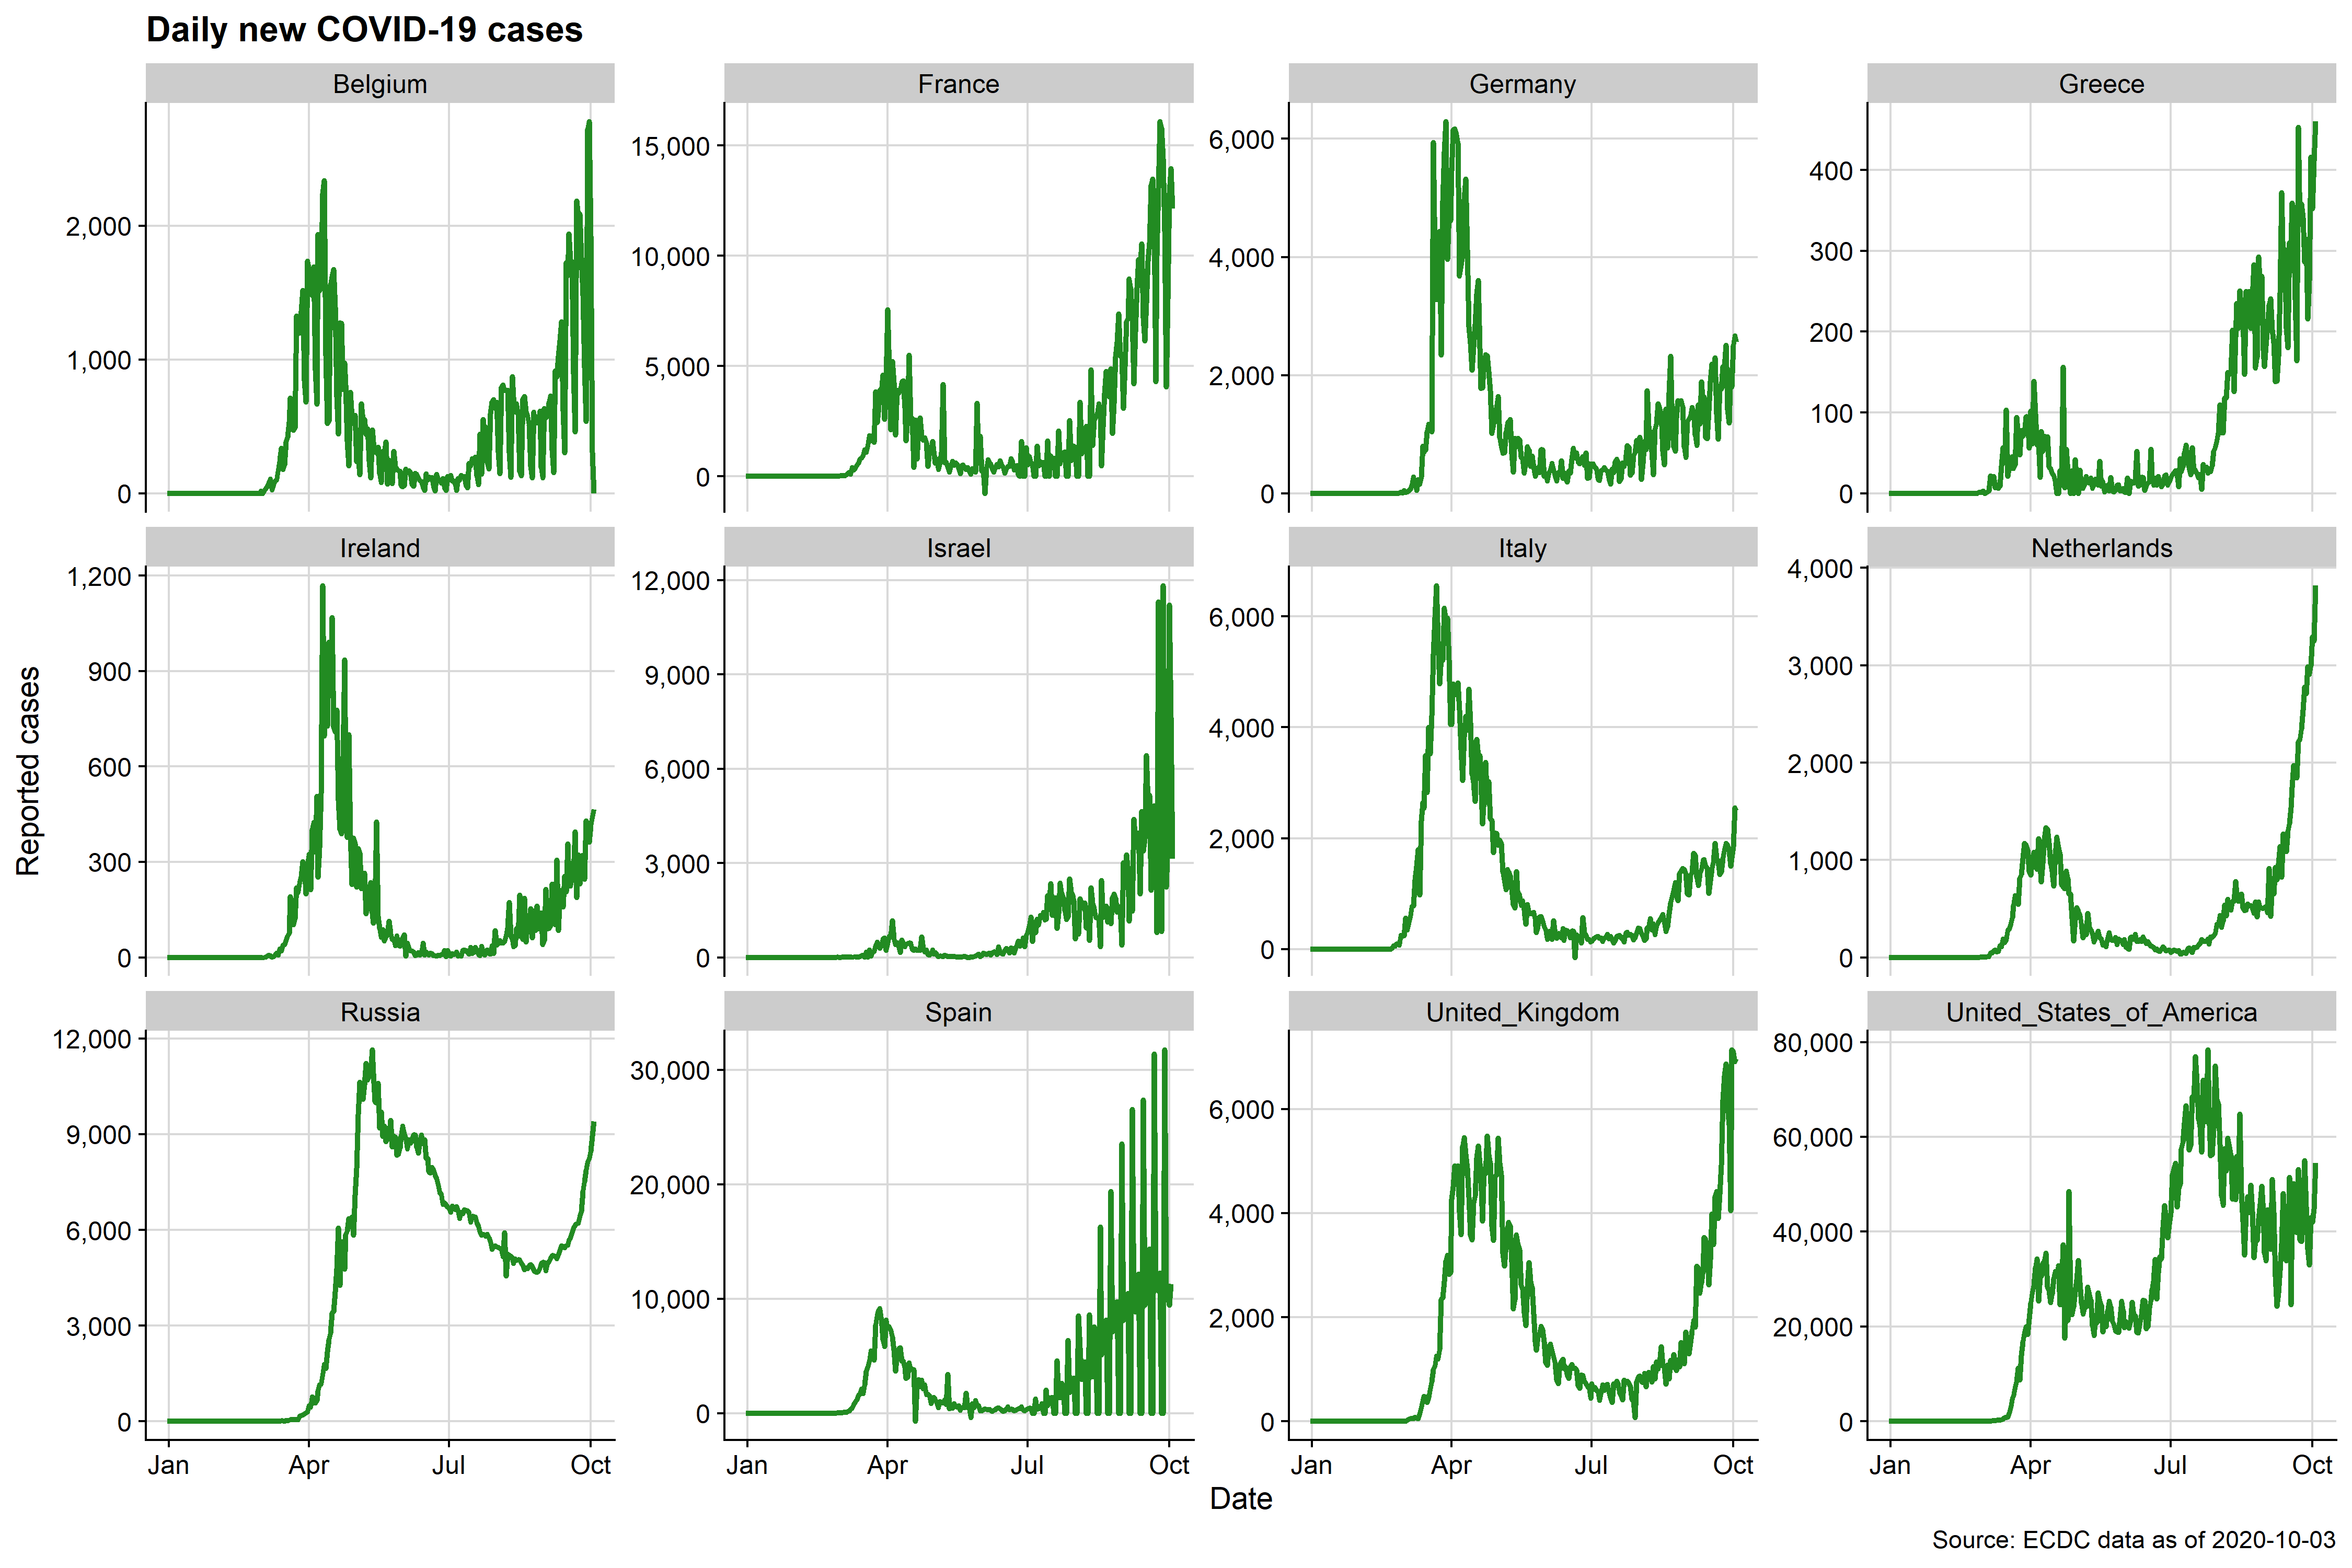 Daily new COVID-19 cases
Belgium
France
Germany
Greece
2,000
1,000
0
15,000
10,000
5,000
0
6,000
4,000
2,000
0
400
300
200
100
0
Ireland
Israel
Italy
Netherlands
1,200
900
600
300
0
12,000
9,000
6,000
3,000
0
6,000
4,000
2,000
0
4,000
3,000
2,000
1,000
0
Reported cases
Russia
Spain
United_Kingdom
United_States_of_America
12,000
9,000
6,000
3,000
0
30,000
20,000
10,000
0
6,000
4,000
2,000
0
80,000
60,000
40,000
20,000
0
Jan Apr Jul Oct
Jan Apr Jul Oct
Jan Apr Jul Oct
Jan Apr Jul Oct
Date
Source: ECDC data as of 2020-10-03